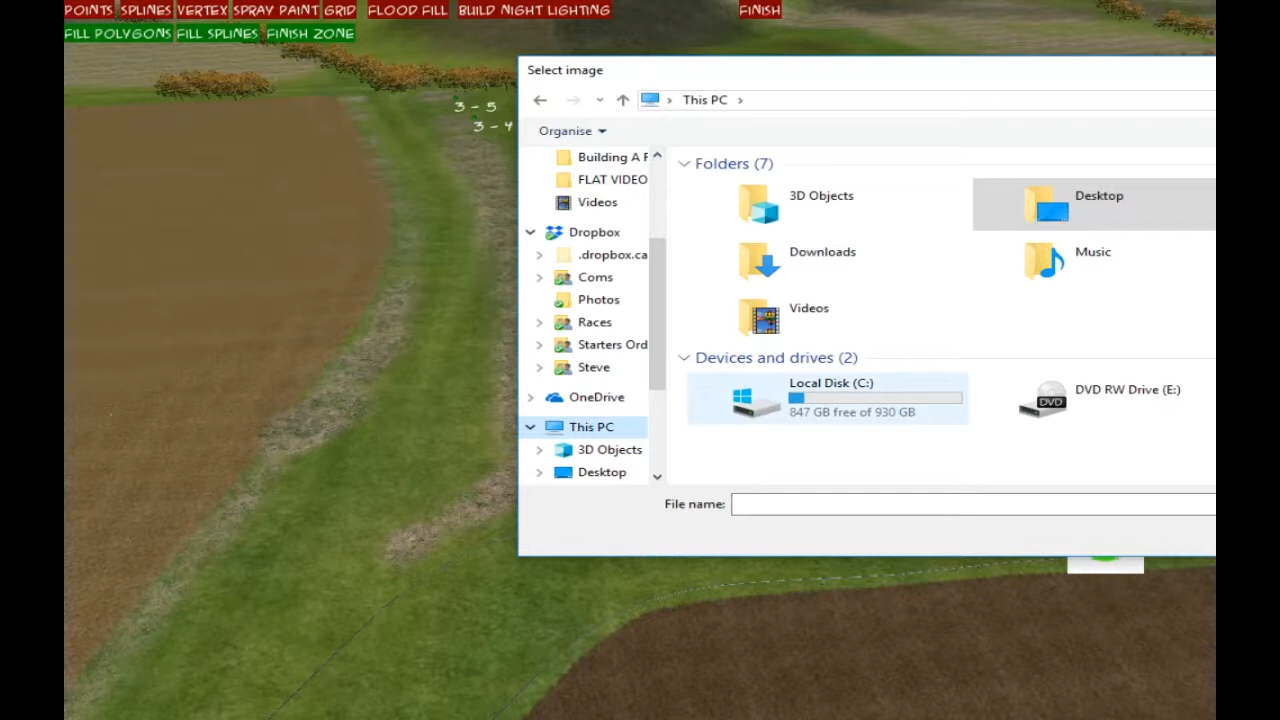 POINTS SPLINES VERTEX SPRAY PAINT GRID FLOOD FILL BUILD NIGHT LIGHTING FINISH
FILL POLYGONS FILL SPLINES FINISH ZONE
3 - 5
3 - 4
Select image
This PC
Organise
Building A F
FLAT VIDEO
Videos
Dropbox
.dropbox.ca
Coms
Photos
Races
Starters Ord
Steve
OneDrive
This PC
3D Objects
Desktop
Folders (7)
3D Objects
Desktop
Downloads
Music
Videos
Devices and drives (2)
Local Disk (C:)
847 GB free of 930 GB
DVD
DVD RW Drive (E:)
File name: